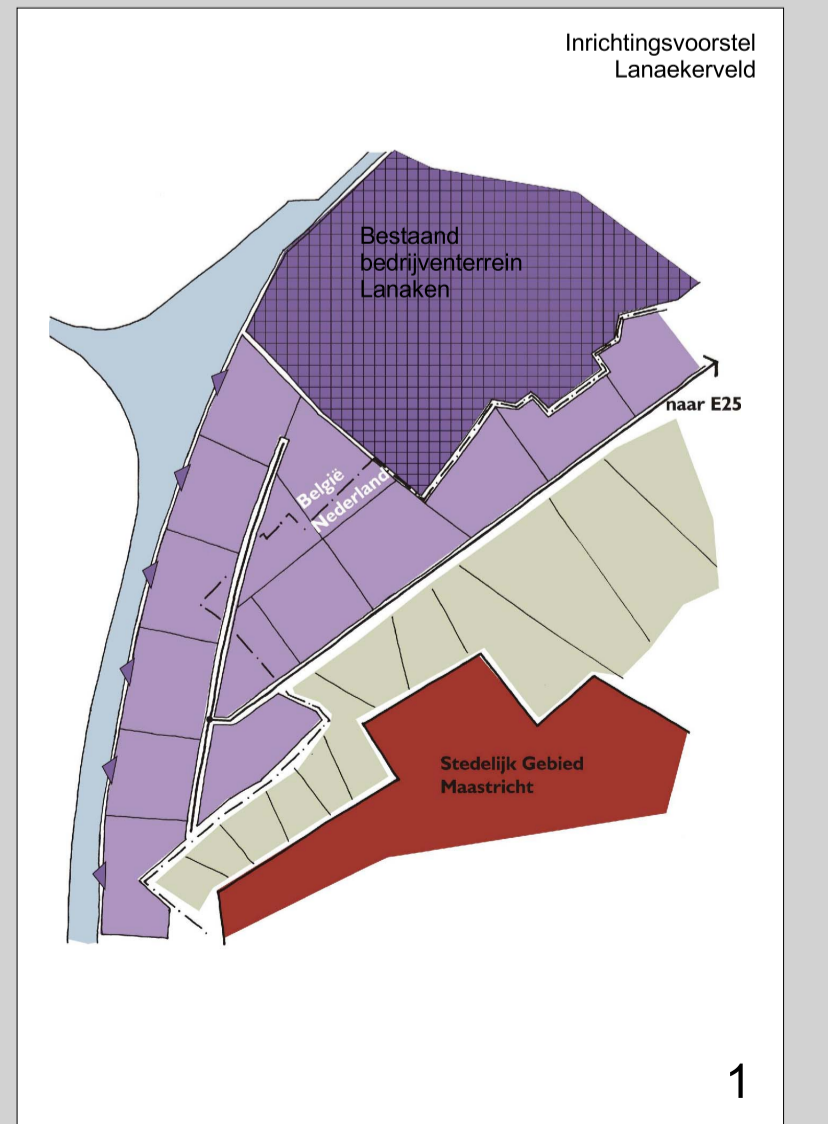 Inrichtingsvoorstel
Lanaekerveld
Bestaand
bedrijventerrein
Lanaken
naar E25
België
Nederland
Stedelijk Gebied
Maastricht
1